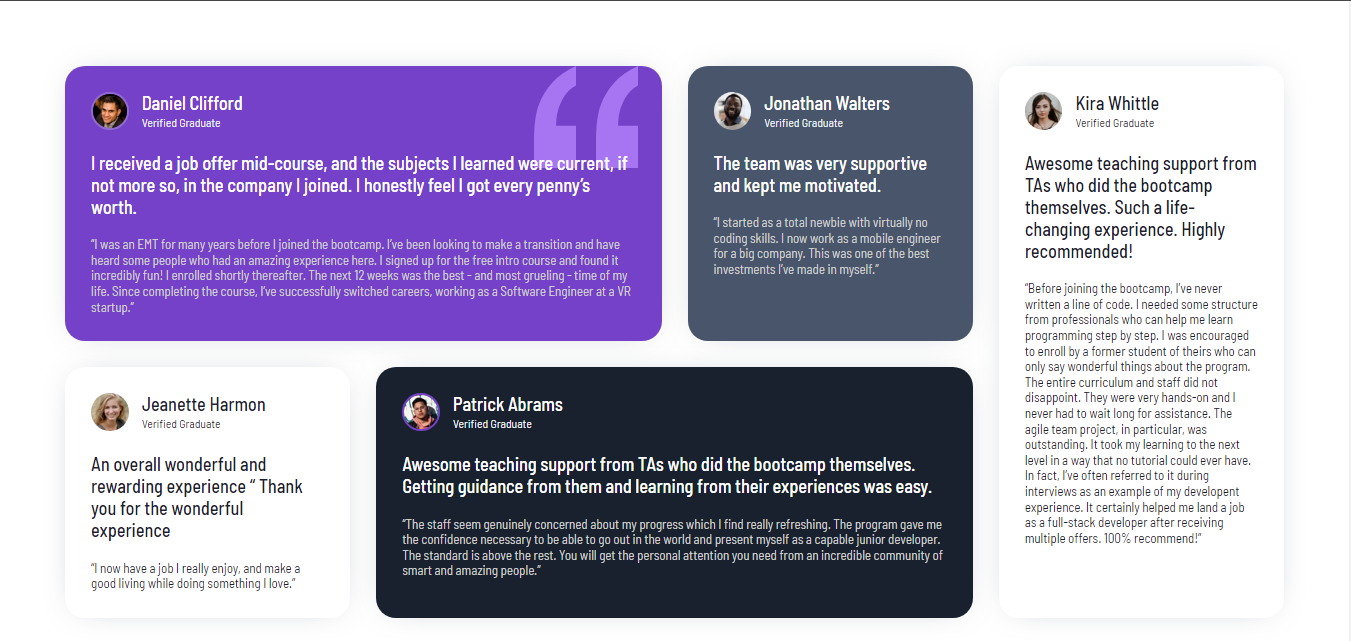 Daniel Clifford
Verified Graduate
I received a job offer mid-course, and the subjects I learned were current, if
not more so, in the company I joined. I honestly feel I got every penny’s
worth.
“I was an EMT for many years before I joined the bootcamp. I’ve been looking to make a transition and have
heard some people who had an amazing experience here. I signed up for the free intro course and found it
incredibly fun! I enrolled shortly thereafter. The next 12 weeks was the best - and most grueling - time of my
life. Since completing the course, I’ve successfully switched careers, working as a Software Engineer at a VR
startup.”
Jonathan Walters
Verified Graduate
The team was very supportive
and kept me motivated.
“I started as a total newbie with virtually no
coding skills. I now work as a mobile engineer
for a big company. This was one of the best
investments I’ve made in myself.”
Kira Whittle
Verified Graduate
Awesome teaching support from
TAs who did the bootcamp
themselves. Such a life-
changing experience. Highly
recommended!
“Before joining the bootcamp, I’ve never
written a line of code. I needed some structure
from professionals who can help me learn
programming step by step. I was encouraged
to enroll by a former student of theirs who can
only say wonderful things about the program.
The entire curriculum and staff did not
disappoint. They were very hands-on and I
never had to wait long for assistance. The
agile team project, in particular, was
outstanding. It took my learning to the next
level in a way that no tutorial could ever have.
In fact, I’ve often referred to it during
interviews as an example of my developent
experience. It certainly helped me land a job
as a full-stack developer after receiving
multiple offers. 100% recommend!”
Jeanette Harmon
Verified Graduate
An overall wonderful and
rewarding experience “ Thank
you for the wonderful
experience
“I now have a job I really enjoy, and make a
good living while doing something I love.”
Patrick Abrams
Verified Graduate
Awesome teaching support from TAs who did the bootcamp themselves.
Getting guidance from them and learning from their experiences was easy.
“The staff seem genuinely concerned about my progress which I find really refreshing. The program gave me
the confidence necessary to be able to go out in the world and present myself as a capable junior developer.
The standard is above the rest. You will get the personal attention you need from an incredible community of
smart and amazing people.”